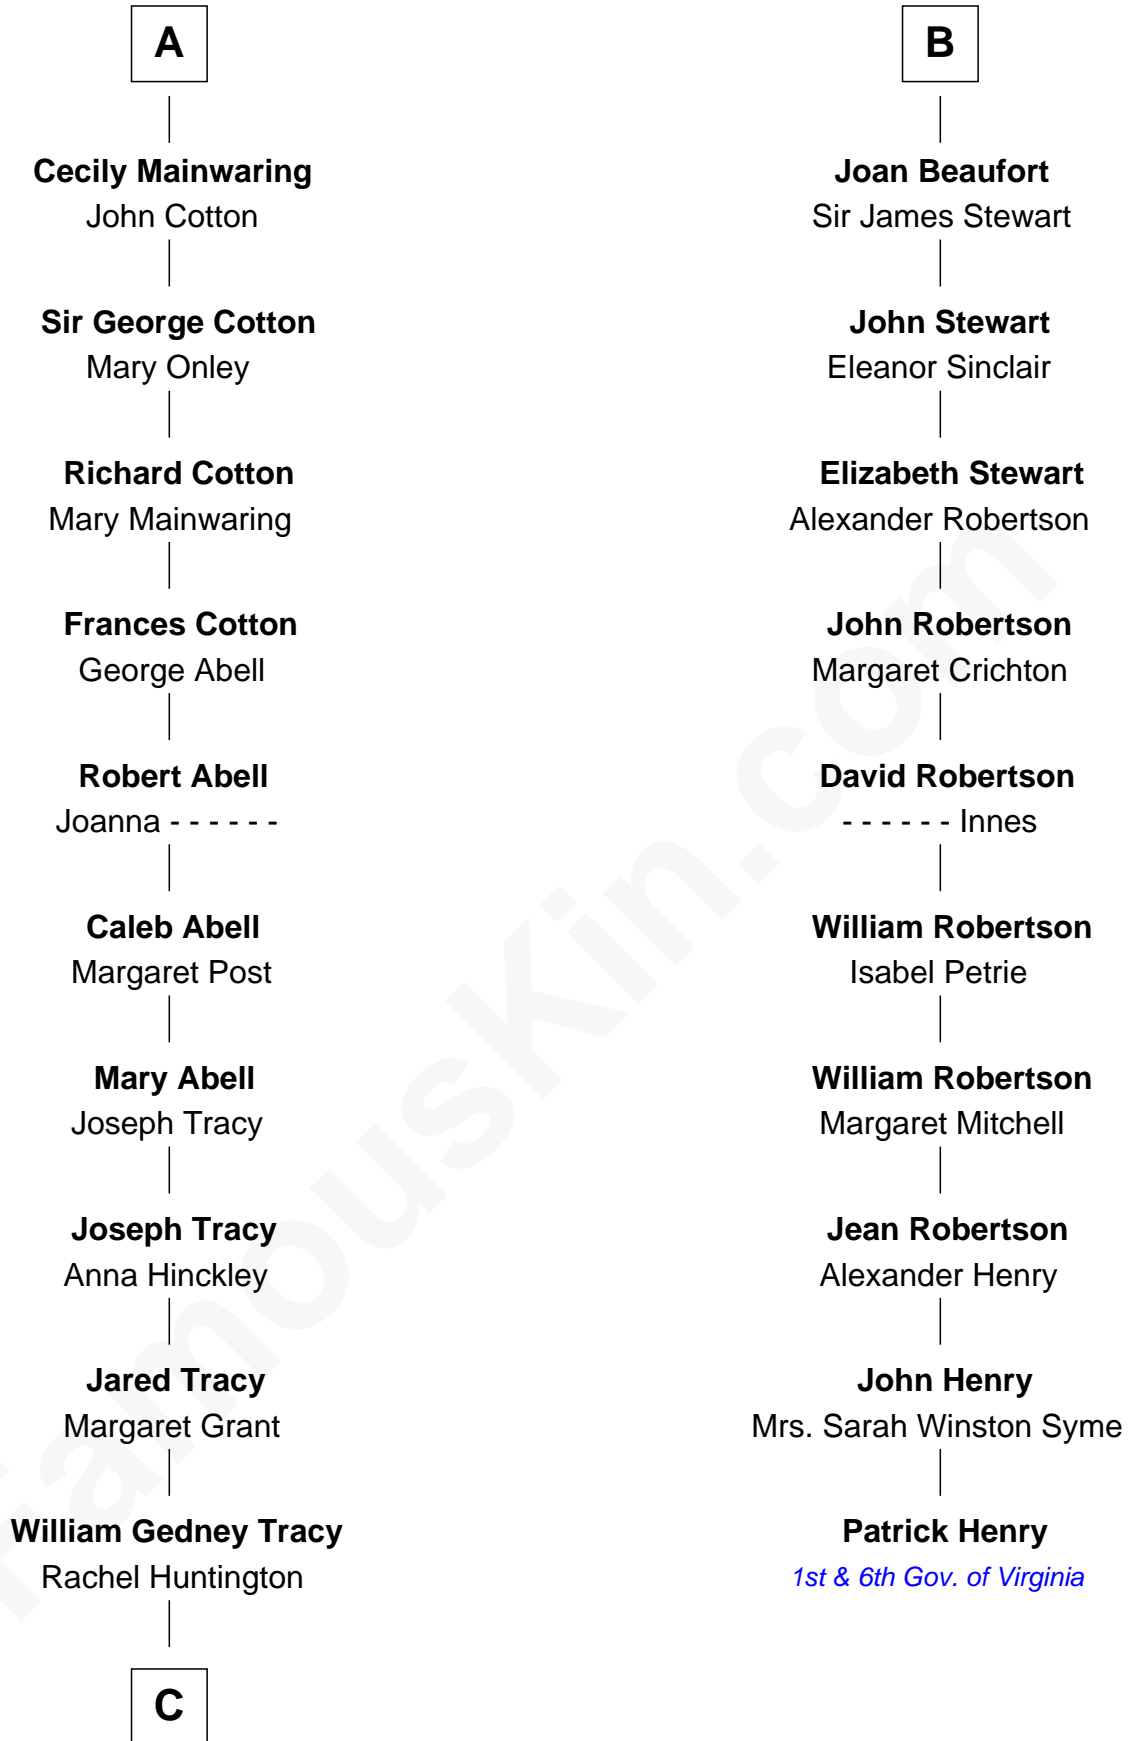 A
Cecily Mainwaring
John Cotton
Sir George Cotton
Mary Onley
Richard Cotton
Mary Mainwaring
Frances Cotton
George Abell
Robert Abell
Joanna - - - - - -
Caleb Abell
Margaret Post
Mary Abell
Joseph Tracy
Joseph Tracy
Anna Hinckley
Jared Tracy
Margaret Grant
William Gedney Tracy
Rachel Huntington
C
B
Joan Beaufort
Sir James Stewart
John Stewart
Eleanor Sinclair
Elizabeth Stewart
Alexander Robertson
John Robertson
Margaret Crichton
David Robertson
- - - - - - Innes
William Robertson
Isabel Petrie
William Robertson
Margaret Mitchell
Jean Robertson
Alexander Henry
John Henry
Mrs. Sarah Winston Syme
Patrick Henry
1st & 6th Gov. of Virginia
FamousKin.com